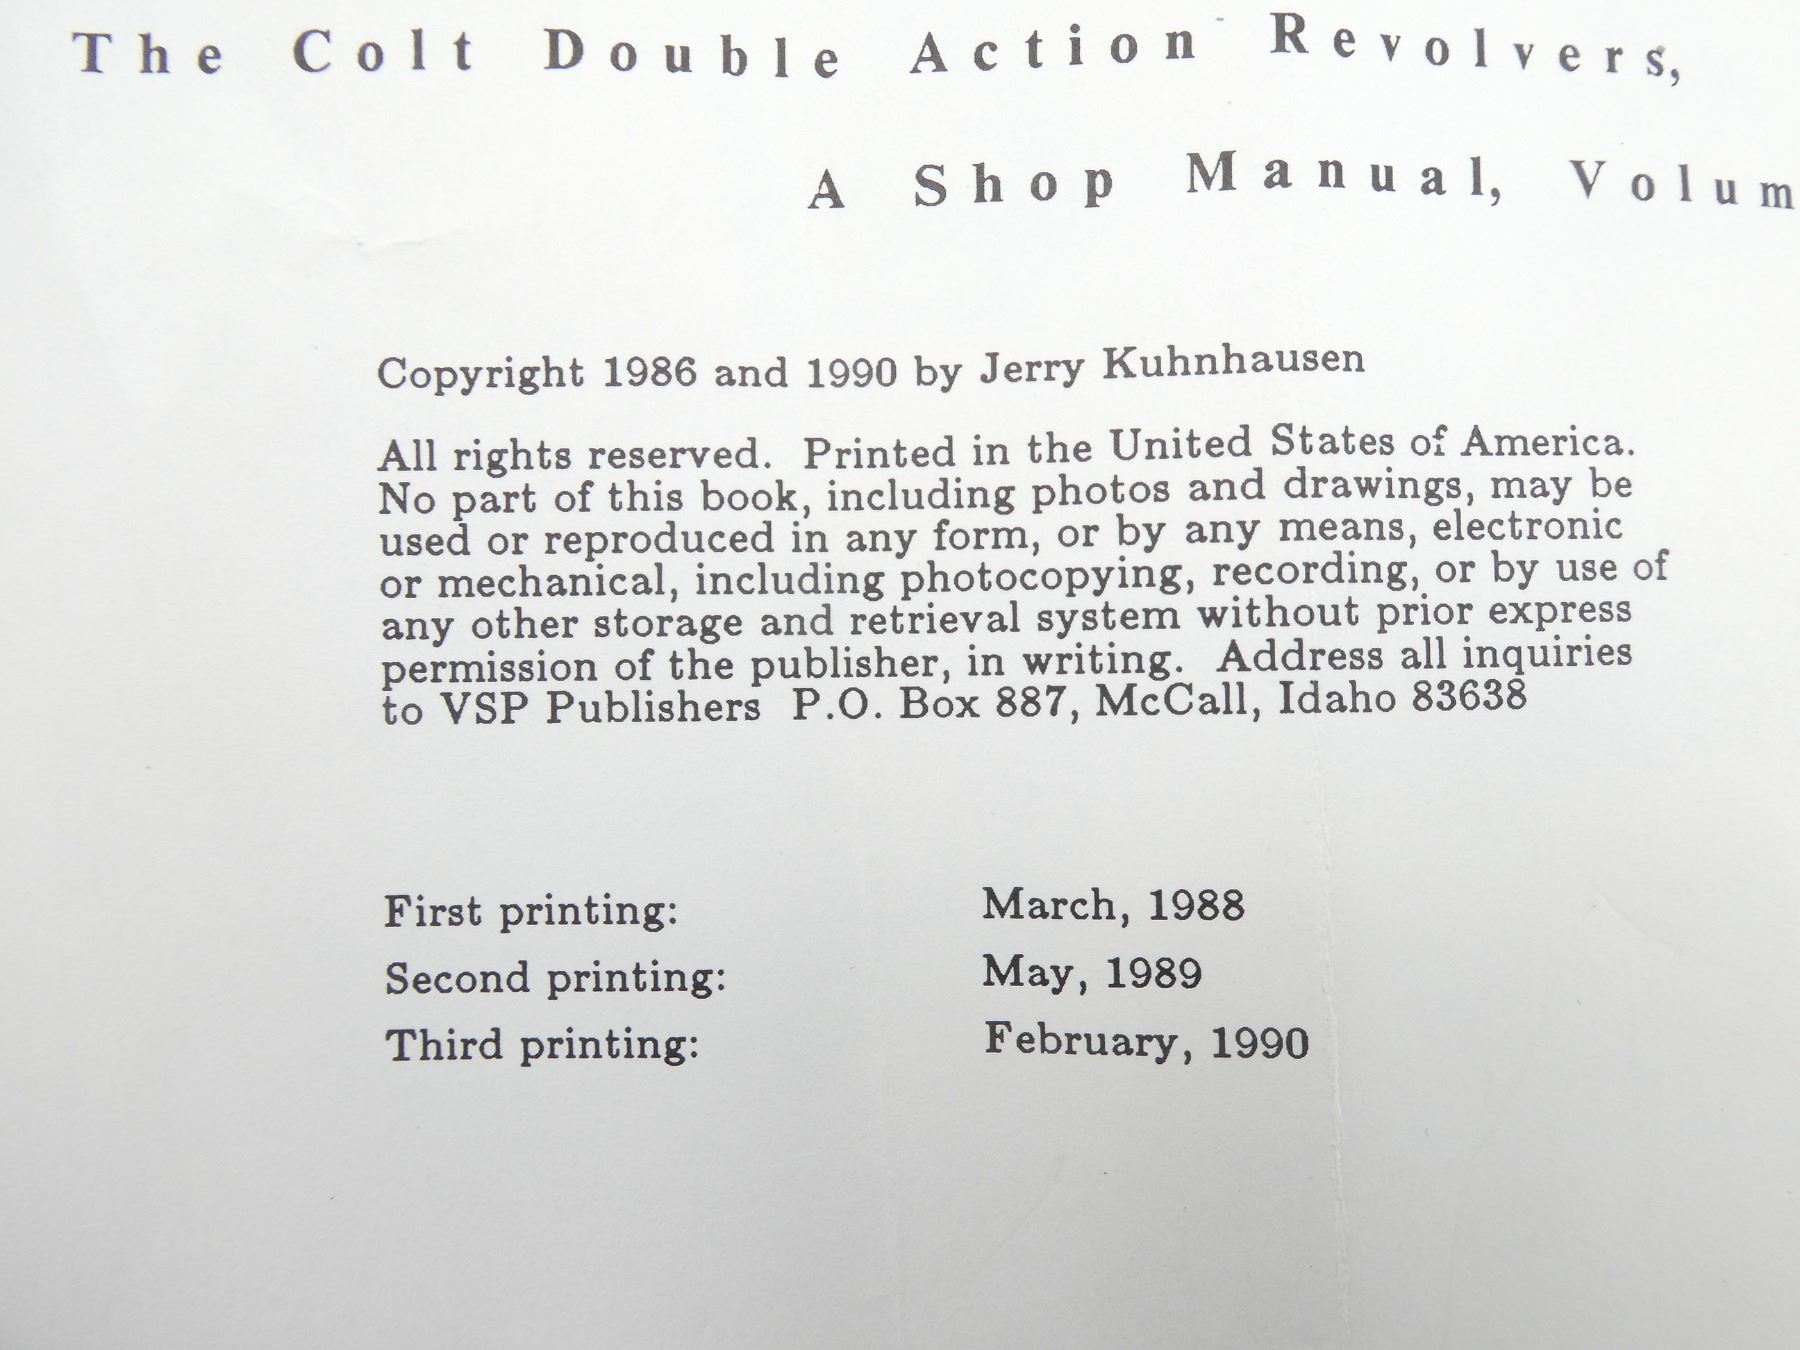 The Colt Double Action Revolvers,
A Shop Manual, Volum
Copyright 1986 and 1990 by Jerry Kuhnhausen
All rights reserved. Printed in the United States of America.
No part of this book, including photos and drawings, may be
used or reproduced in any form, or by any means, electronic
or mechanical, including photocopying, recording, or by use of
any other storage and retrieval system without prior express
permission of the publisher, in writing. Address all inquiries
to VSP Publishers P.O. Box 887, McCall, Idaho 83638
First printing: March, 1988
Second printing: May, 1989
Third printing: February, 1990